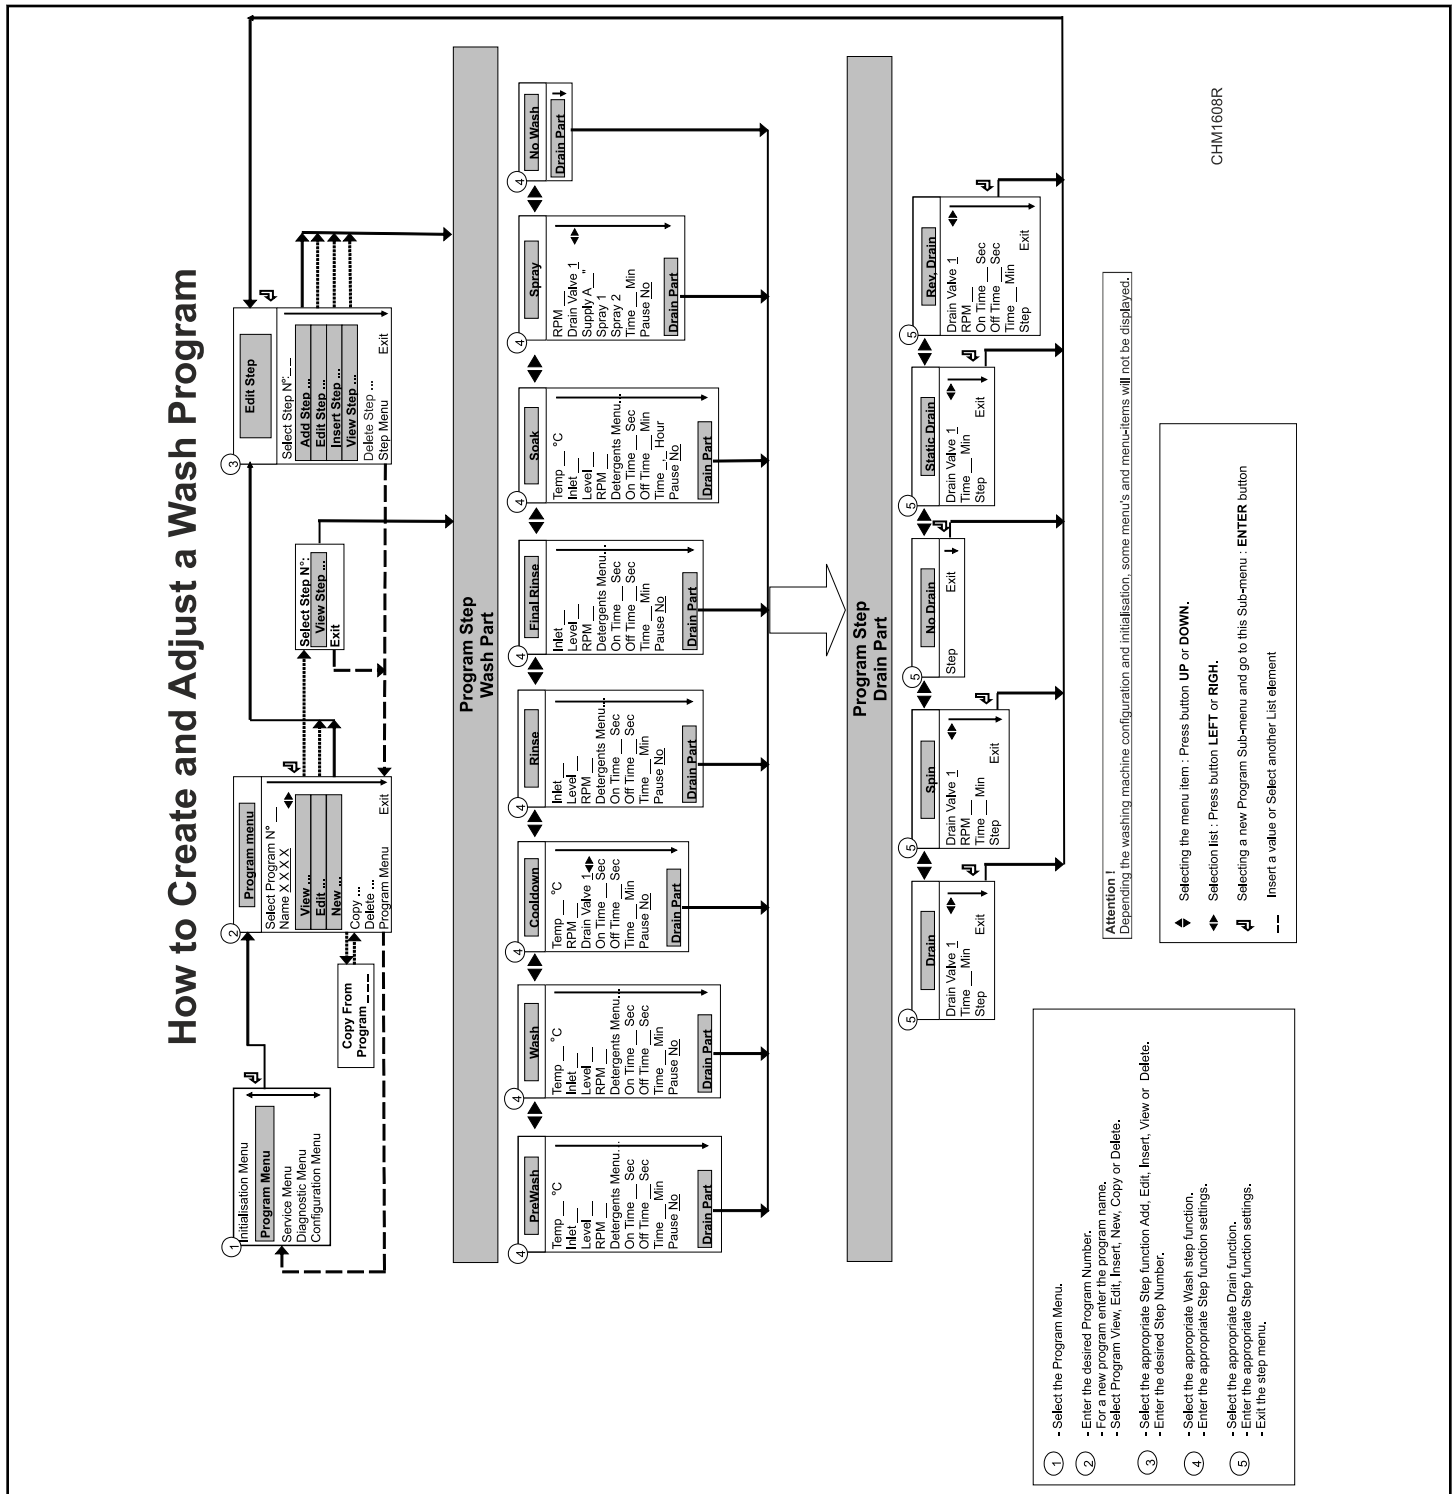 How to Create and Adjust a Wash Program
1
Initialisation Menu
Program Menu
Service Menu
Diagnostic Menu
Configuration Menu
2
Program menu
Select Program N° __
Name X X X X
View ...
Edit ...
New ...
Copy ...
Delete ...
Program Menu Exit
Copy From
Program _ _ _
Select Step N°:
View Step ...
Exit
3
Edit Step
Select Step N°: _ _
Add Step ...
Edit Step ...
Insert Step ...
View Step ...
Delete Step ...
Step Menu Exit
Program Step
Wash Part
4
PreWash
Temp __ °C
Inlet __
Level __
RPM __
Detergents Menu...
On Time __ Sec
Off Time __ Sec
Time __ Min
Pause No
Drain Part
4
Wash
Temp __ °C
Inlet __
Level __
RPM __
Detergents Menu...
On Time __ Sec
Off Time __ Sec
Time __ Min
Pause No
Drain Part
4
Cooldown
Temp __ °C
RPM __
Drain Valve 1
On Time __ Sec
Off Time __ Sec
Time __ Min
Pause No
Drain Part
4
Rinse
Inlet __
Level __
RPM __
Detergents Menu...
On Time __ Sec
Off Time __ Sec
Time __ Min
Pause No
Drain Part
4
Final Rinse
Inlet __
Level __
RPM __
Detergents Menu...
On Time __ Sec
Off Time __ Sec
Time __ Min
Pause No
Drain Part
4
Soak
Temp __ °C
Inlet __
Level __
RPM __
Detergents Menu...
On Time __ Sec
Off Time __ Min
Time _._ Hour
Pause No
Drain Part
4
Spray
RPM __
Drain Valve 1
Supply A__"
Spray 1
Spray 2
Time __ Min
Pause No
Drain Part
4
No Wash
Drain Part
Program Step
Drain Part
5
Drain
Drain Valve 1
Time __ Min
Step Exit
5
Spin
Drain Valve 1
RPM __
Time __ Min
Step Exit
5
No Drain
Step Exit
5
Static Drain
Drain Valve 1
Time __ Min
Step Exit
5
Rev, Drain
Drain Valve 1
RPM __
On Time __ Sec
Off Time __ Sec
Time __ Min
Step Exit
1 - Select the Program Menu.
2 - Enter the desired Program Number.
- For a new program enter the program name.
- Select Program View, Edit, Insert, New, Copy or Delete.
3 - Select the appropriate Step function Add, Edit, Insert, View or Delete.
- Enter the desired Step Number.
4 - Select the appropriate Wash step function.
- Enter the appropriate Step function settings.
5 - Select the appropriate Drain function.
- Enter the appropriate Step function settings.
- Exit the step menu.
Attention !
Depending the washing machine configuration and initialisation, some menu's and menu-items will not be displayed.
Selecting the menu item : Press button UP or DOWN.
Selection list : Press button LEFT or RIGH.
Selecting a new Program Sub-menu and go to this Sub-menu : ENTER button
_ _ Insert a value or Select another List element
CHM1608R